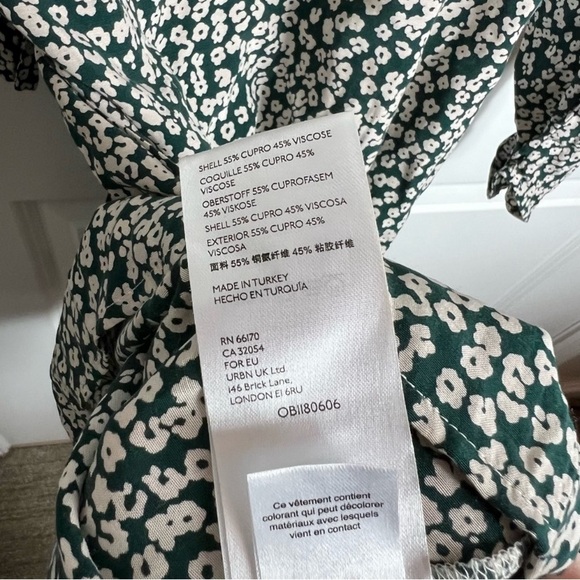 SHELL 55% CUPRO 45% VISCOSE
COQUILLE 55% CUPRO 45%
VISCOSE
OBERSTOFF 55% CUPROFASEM
45% VISKOSE
SHELL 55% CUPRO 45% VISCOSA
EXTERIOR 55% CUPRO 45%
VISCOSA
面料 55% 铜氨纤维 45% 粘胶纤维
MADE IN TURKEY
HECHO EN TURQUÍA
RN 66170
CA 32054
FOR EU
URBN UK Ltd.
146 Brick Lane,
LONDON E1 6RU
OB1180606
Ce vêtement contient
colorant qui peut décolorer
matériaux avec lesquels
vient en contact